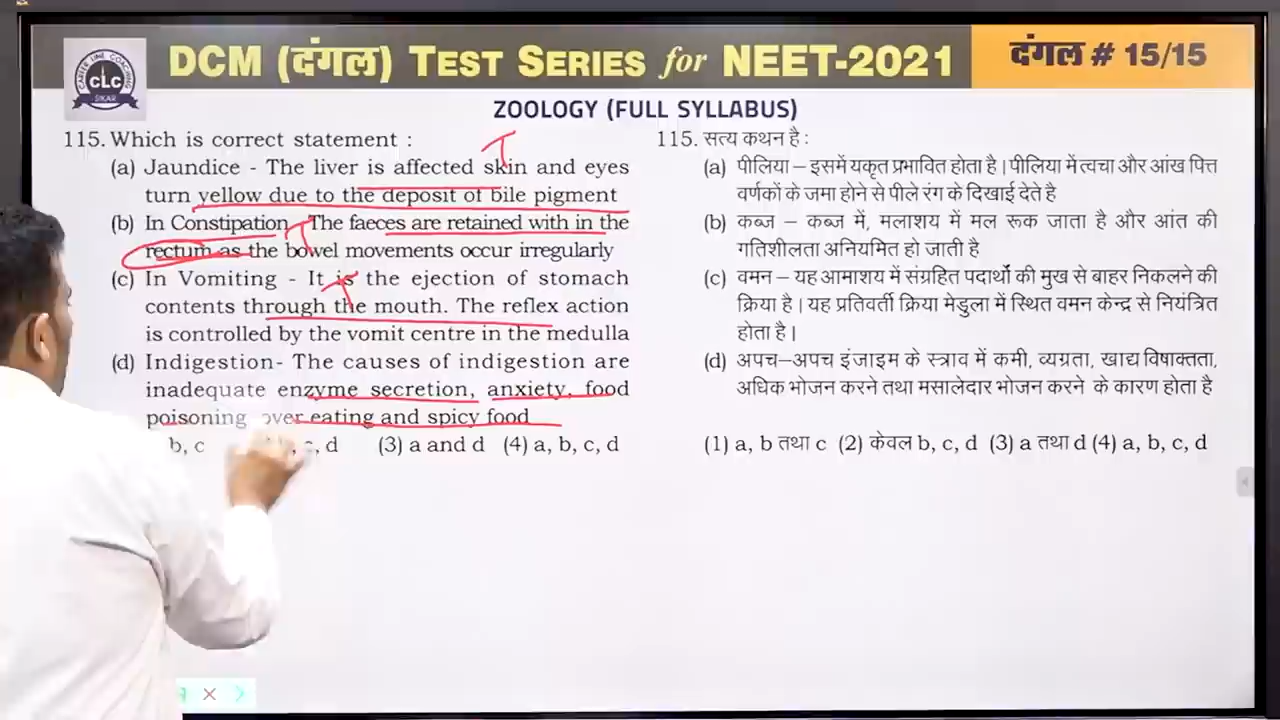 DCM (दंगल) TEST SERIES for NEET-2021
दंगल # 15/15
CAREER LINE COACHING
CLC
SIKAR
ZOOLOGY (FULL SYLLABUS)
115. Which is correct statement :
(a) Jaundice - The liver is affected skin and eyes
turn yellow due to the deposit of bile pigment
(b) In Constipation - The faeces are retained with in the
rectum as the bowel movements occur irregularly
(c) In Vomiting - It is the ejection of stomach
contents through the mouth. The reflex action
is controlled by the vomit centre in the medulla
(d) Indigestion- The causes of indigestion are
inadequate enzyme secretion, anxiety, food
poisoning over eating and spicy food
b, c , d (3) a and d (4) a, b, c, d
T
T
T
115. सत्य कथन है :
(a) पीलिया – इसमें यकृत प्रभावित होता है। पीलिया में त्वचा और आंख पित्त
वर्णकों के जमा होने से पीले रंग के दिखाई देते है
(b) कब्ज – कब्ज में, मलाशय में मल रूक जाता है और आंत की
गतिशीलता अनियमित हो जाती है
(c) वमन – यह आमाशय में संग्रहित पदार्थों की मुख से बाहर निकलने की
क्रिया है। यह प्रतिवर्ती क्रिया मेडुला में स्थित वमन केन्द्र से नियंत्रित
होता है।
(d) अपच–अपच इंजाइम के स्त्राव में कमी, व्यग्रता, खाद्य विषाक्तता,
अधिक भोजन करने तथा मसालेदार भोजन करने के कारण होता है
(1) a, b तथा c (2) केवल b, c, d (3) a तथा d (4) a, b, c, d